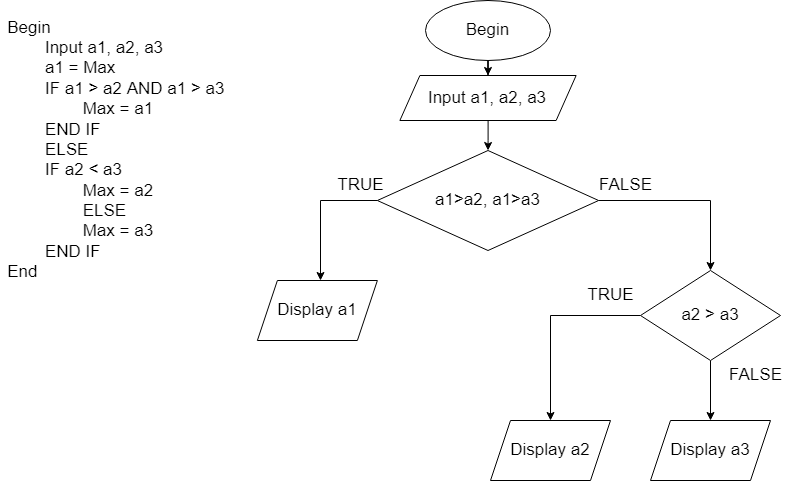 Begin
Input a1, a2, a3
a1 = Max
IF a1 > a2 AND a1 > a3
Max = a1
END IF
ELSE
IF a2 < a3
Max = a2
ELSE
Max = a3
END IF
End
Begin
Input a1, a2, a3
a1>a2, a1>a3
TRUE
FALSE
Display a1
a2 > a3
TRUE
FALSE
Display a2
Display a3